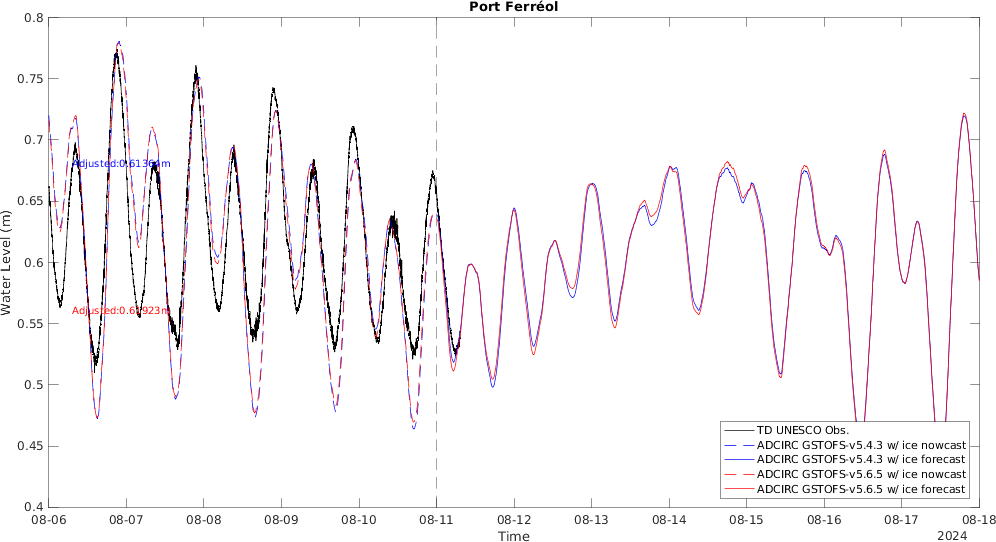 Port Ferréol
0.8
0.75
0.7
0.65
0.6
0.55
0.5
0.45
0.4
Water Level (m)
08-06 08-07 08-08 08-09 08-10 08-11 08-12 08-13 08-14 08-15 08-16 08-17 08-18
Time
2024
TD UNESCO Obs.
ADCIRC GSTOFS-v5.4.3 w/ ice nowcast
ADCIRC GSTOFS-v5.4.3 w/ ice forecast
ADCIRC GSTOFS-v5.6.5 w/ ice nowcast
ADCIRC GSTOFS-v5.6.5 w/ ice forecast